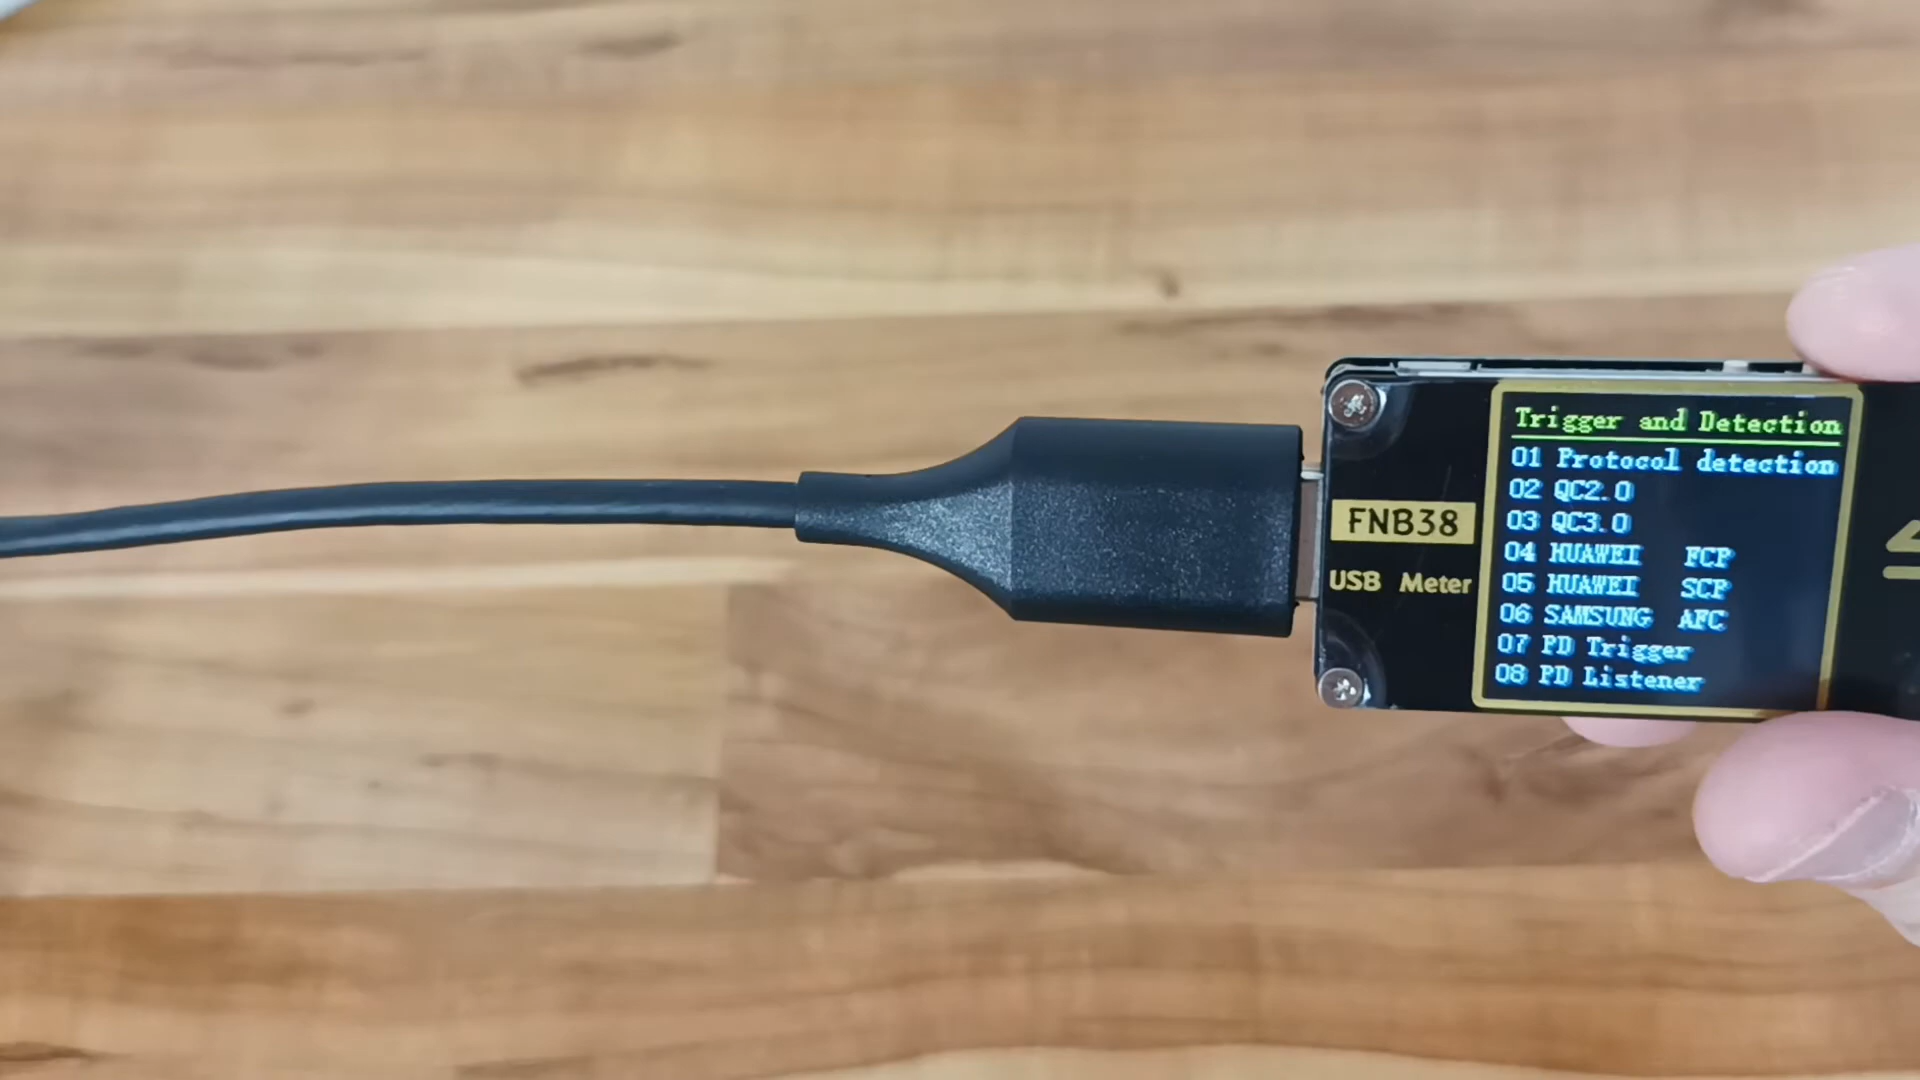 FNB38
USB Meter
Trigger and Detection
01 Protocol detection
02 QC2.0
03 QC3.0
04 HUAWEI FCP
05 HUAWEI SCP
06 SAMSUNG AFC
07 PD Trigger
08 PD Listener